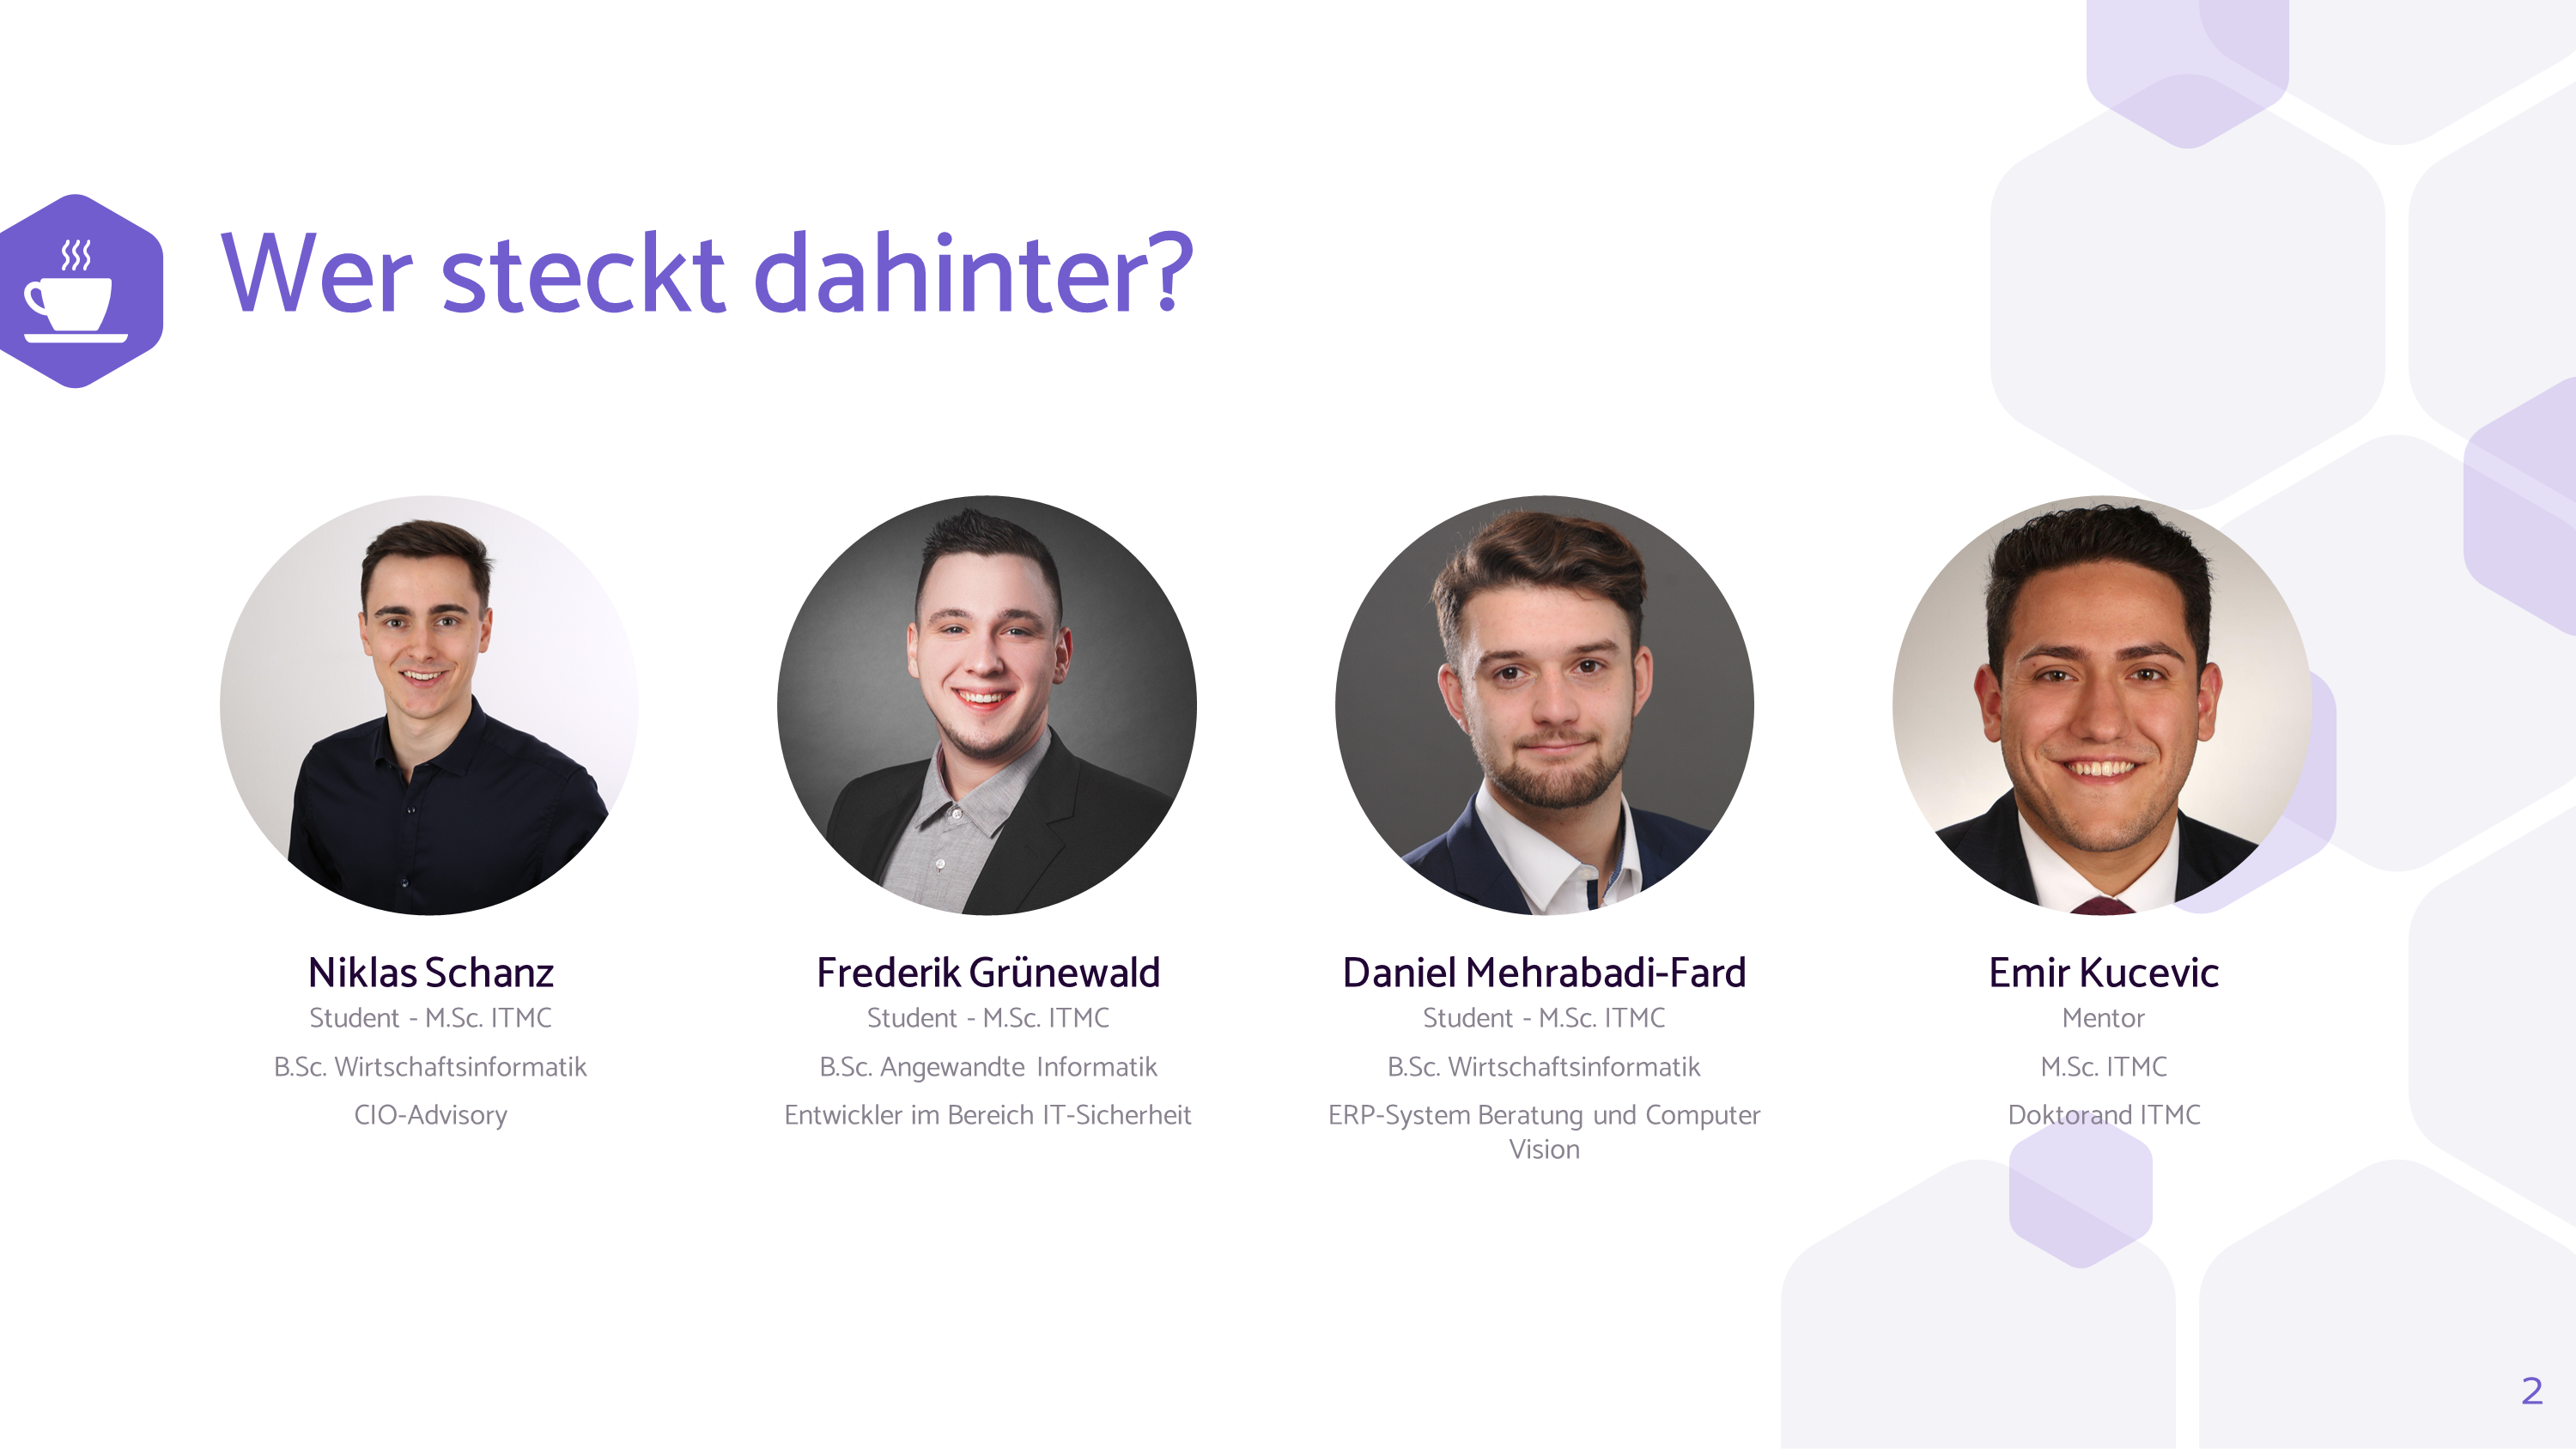 Wer steckt dahinter?
Niklas Schanz
Student - M.Sc. ITMC
B.Sc. Wirtschaftsinformatik
CIO-Advisory
Frederik Grünewald
Student - M.Sc. ITMC
B.Sc. Angewandte Informatik
Entwickler im Bereich IT-Sicherheit
Daniel Mehrabadi-Fard
Student - M.Sc. ITMC
B.Sc. Wirtschaftsinformatik
ERP-System Beratung und Computer
Vision
Emir Kucevic
Mentor
M.Sc. ITMC
Doktorand ITMC
2